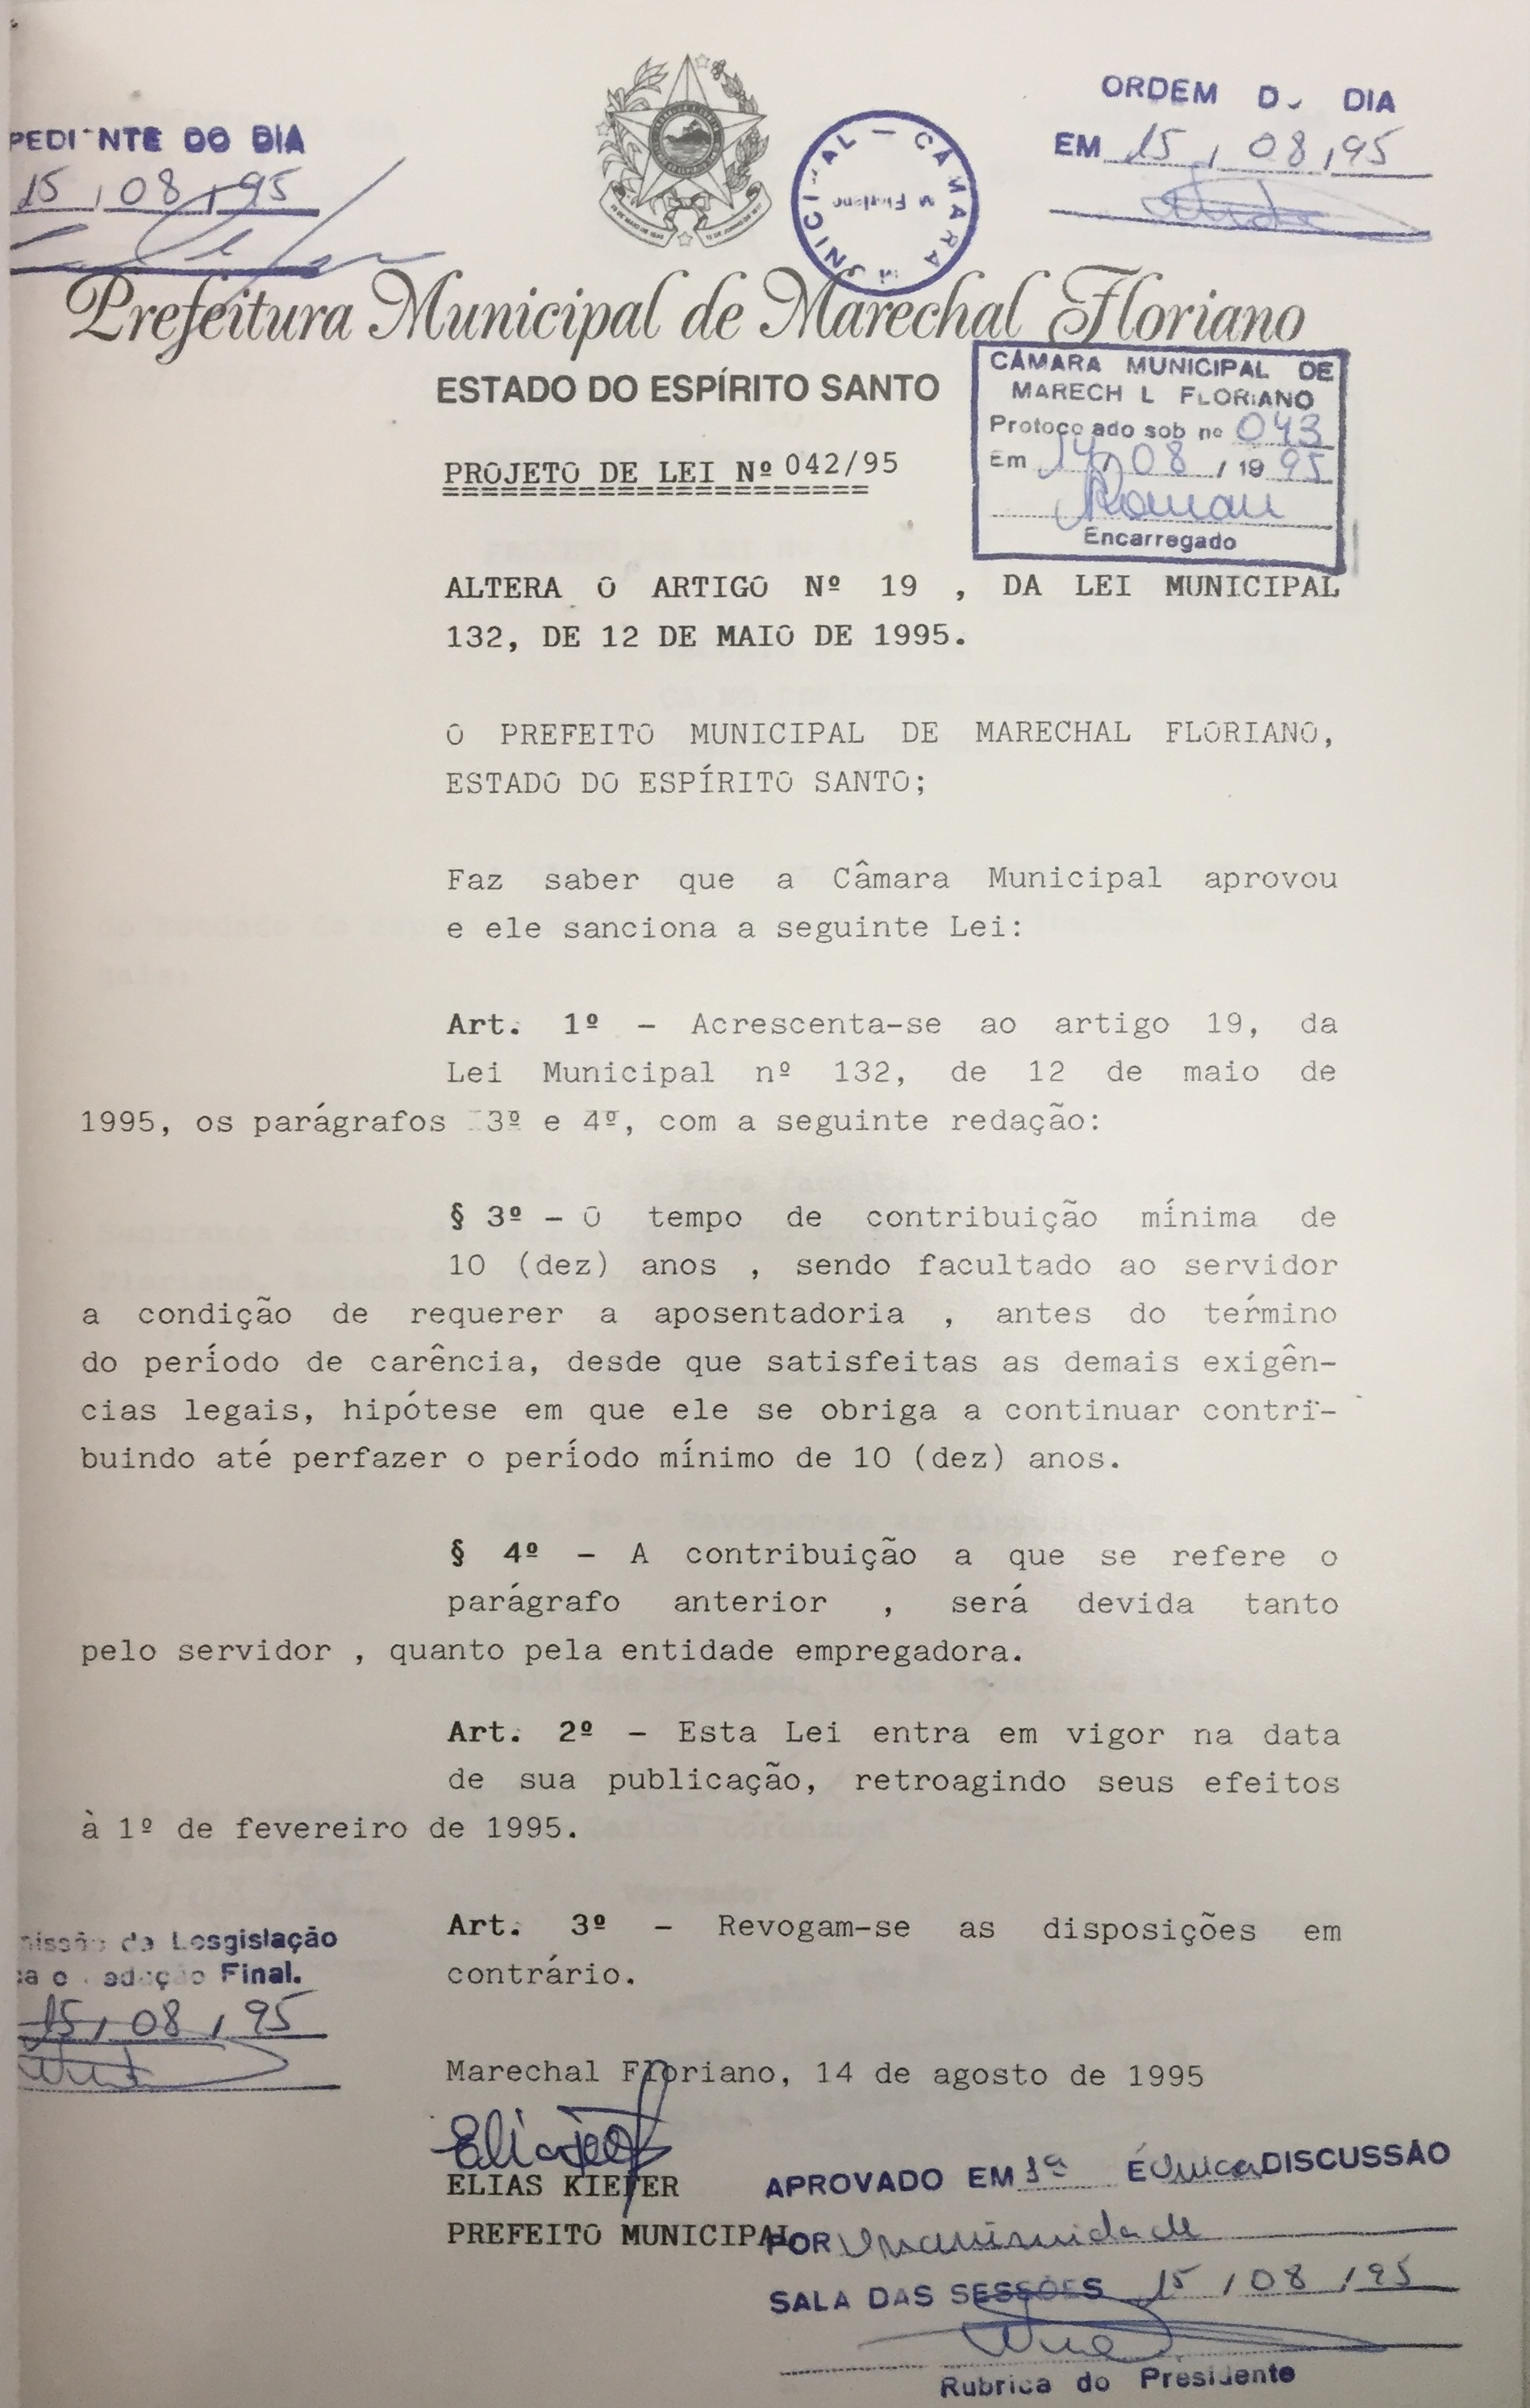 PEDI NTE DO DIA
15 / 08 / 95
ORDEM D DIA
EM 15 / 08 / 95
CÂMARA
Prefeitura Municipal de Marechal Floriano
ESTADO DO ESPÍRITO SANTO
CÂMARA MUNICIPAL DE
MARECH L FLORIANO
Protoco ado sob nº 043
Em 14 / 08 / 1995
Encarregado
PROJETO DE LEI Nº 042/95
ALTERA O ARTIGO Nº 19 , DA LEI MUNICIPAL
132, DE 12 DE MAIO DE 1995.
O PREFEITO MUNICIPAL DE MARECHAL FLORIANO,
ESTADO DO ESPÍRITO SANTO;
Faz saber que a Câmara Municipal aprovou
e ele sanciona a seguinte Lei:
Art. 1º - Acrescenta-se ao artigo 19, da
Lei Municipal nº 132, de 12 de maio de
1995, os parágrafos 3º e 4º, com a seguinte redação:
§ 3º - O tempo de contribuição mínima de
10 (dez) anos , sendo facultado ao servidor
a condição de requerer a aposentadoria , antes do termino
do período de carência, desde que satisfeitas as demais exigên-
cias legais, hipótese em que ele se obriga a continuar contri-
buindo até perfazer o período mínimo de 10 (dez) anos.
§ 4º - A contribuição a que se refere o
parágrafo anterior , será devida tanto
pelo servidor , quanto pela entidade empregadora.
Art. 2º - Esta Lei entra em vigor na data
de sua publicação, retroagindo seus efeitos
à 1º de fevereiro de 1995.
Art. 3º - Revogam-se as disposições em
contrário.
da Lesgislação
Final.
15 / 08 / 95
Marechal Floriano, 14 de agosto de 1995
ELIAS KIEFER
PREFEITO MUNICIPAL
APROVADO EM 1ª É Única DISCUSSÃO
POR Unanimidade
SALA DAS SESSÕES 15 / 08 / 95
Rubrica do Presidente